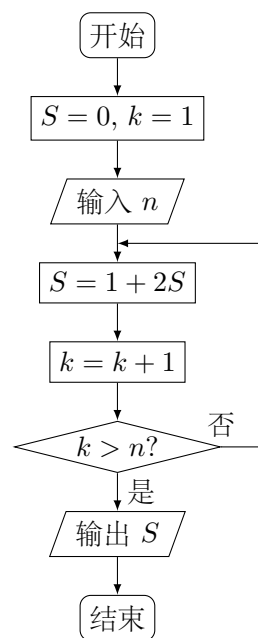 开始
S = 0, k = 1
输入 n
S = 1 + 2S
k = k + 1
k > n?
否
是
输出 S
结束